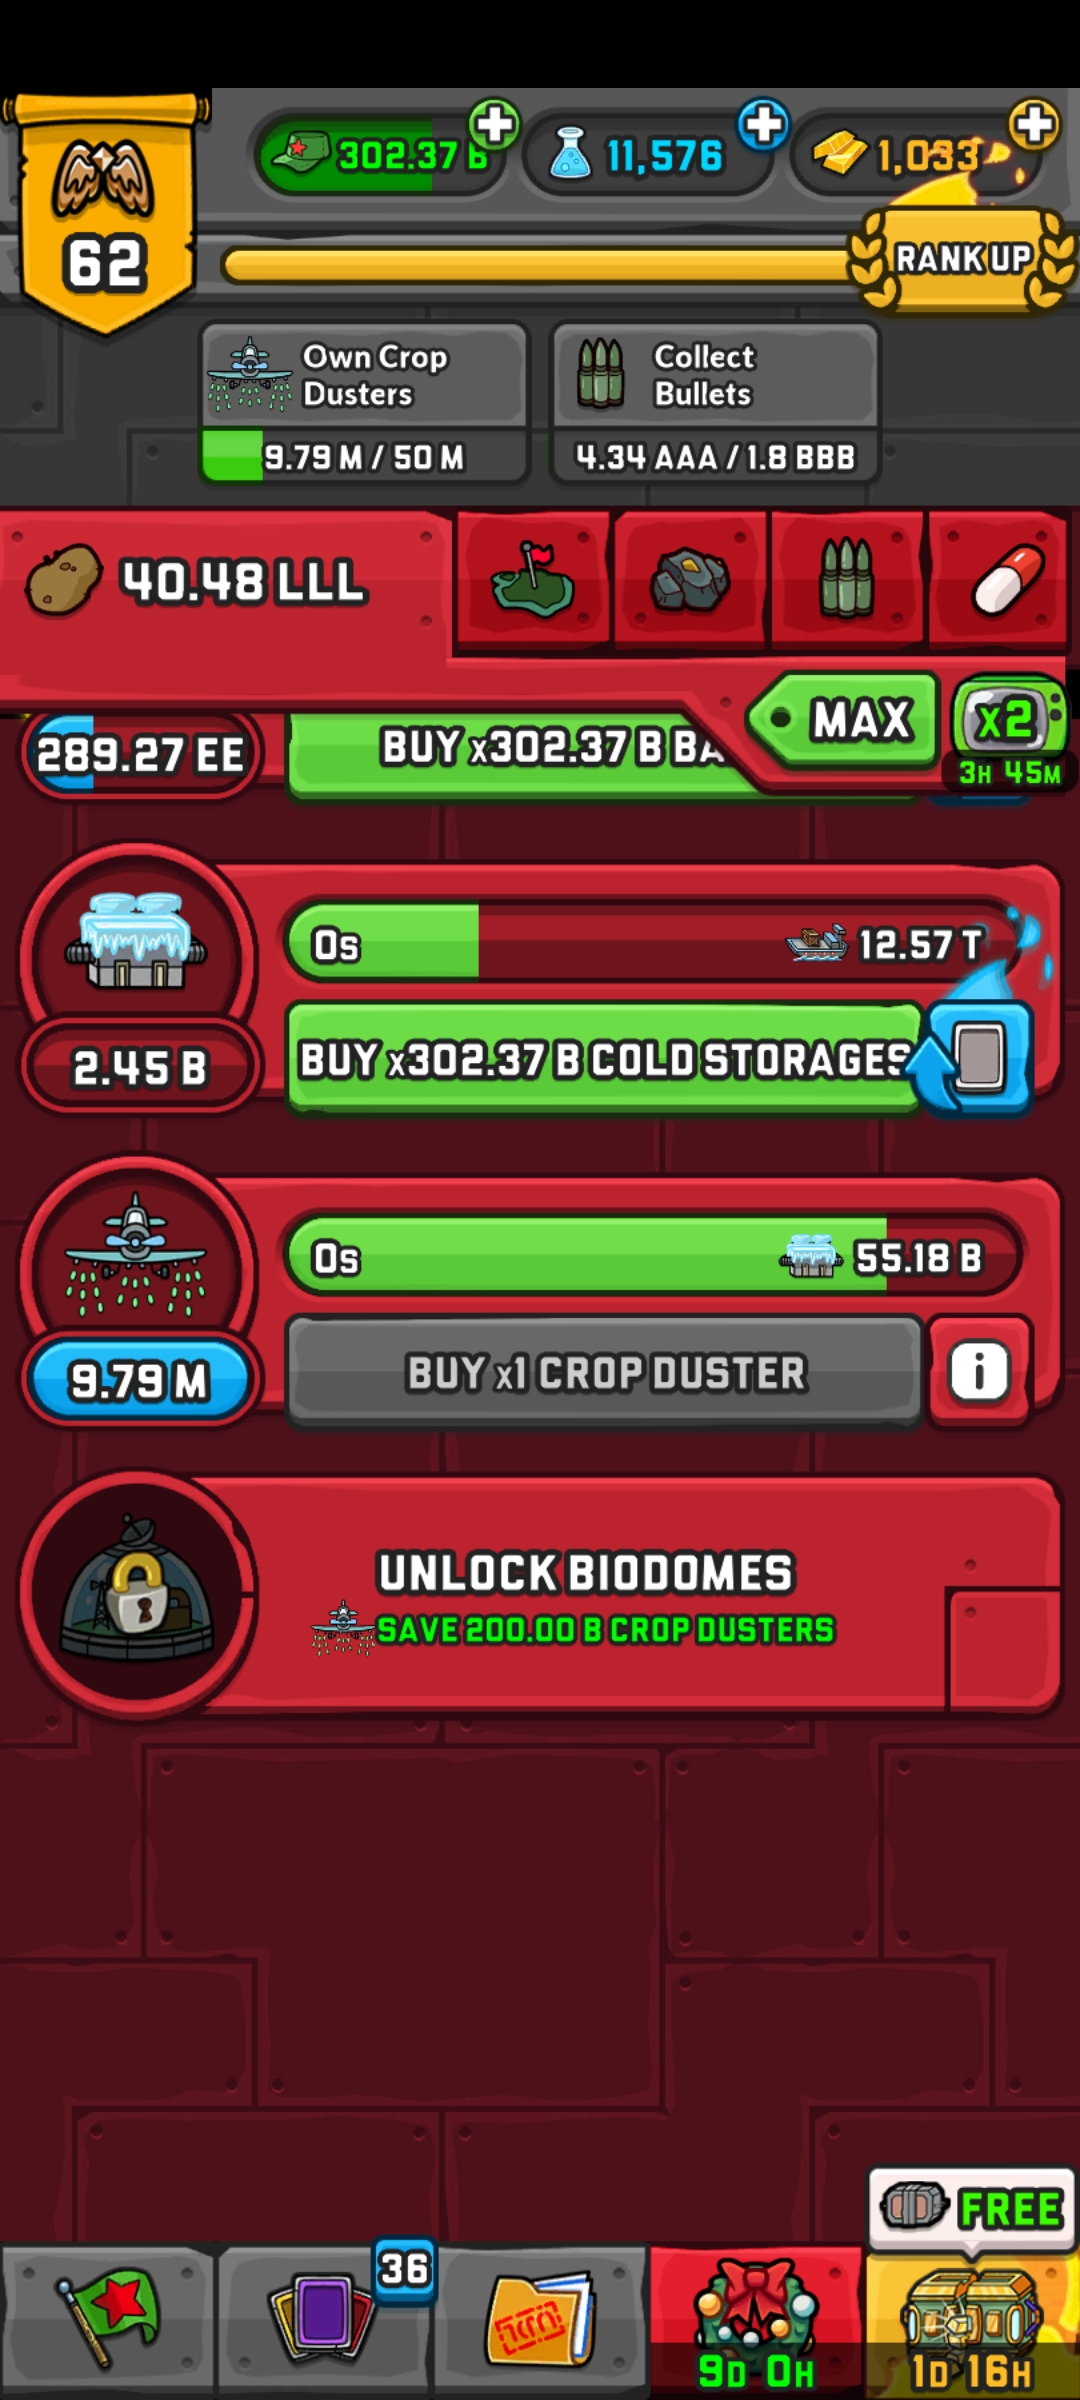 302.37 B
11,576
1,033
62
RANK UP
Own Crop
Dusters
9.79 M / 50 M
Collect
Bullets
4.34 AAA / 1.8 BBB
40.48 LLL
MAX
x2
3H 45M
289.27 EE
BUY x302.37 B BA
0s
12.57 T
2.45 B
BUY x302.37 B COLD STORAGES
0s
55.18 B
9.79 M
BUY x1 CROP DUSTER
i
UNLOCK BIODOMES
SAVE 200.00 B CROP DUSTERS
FREE
36
9D 0H
1D 16H